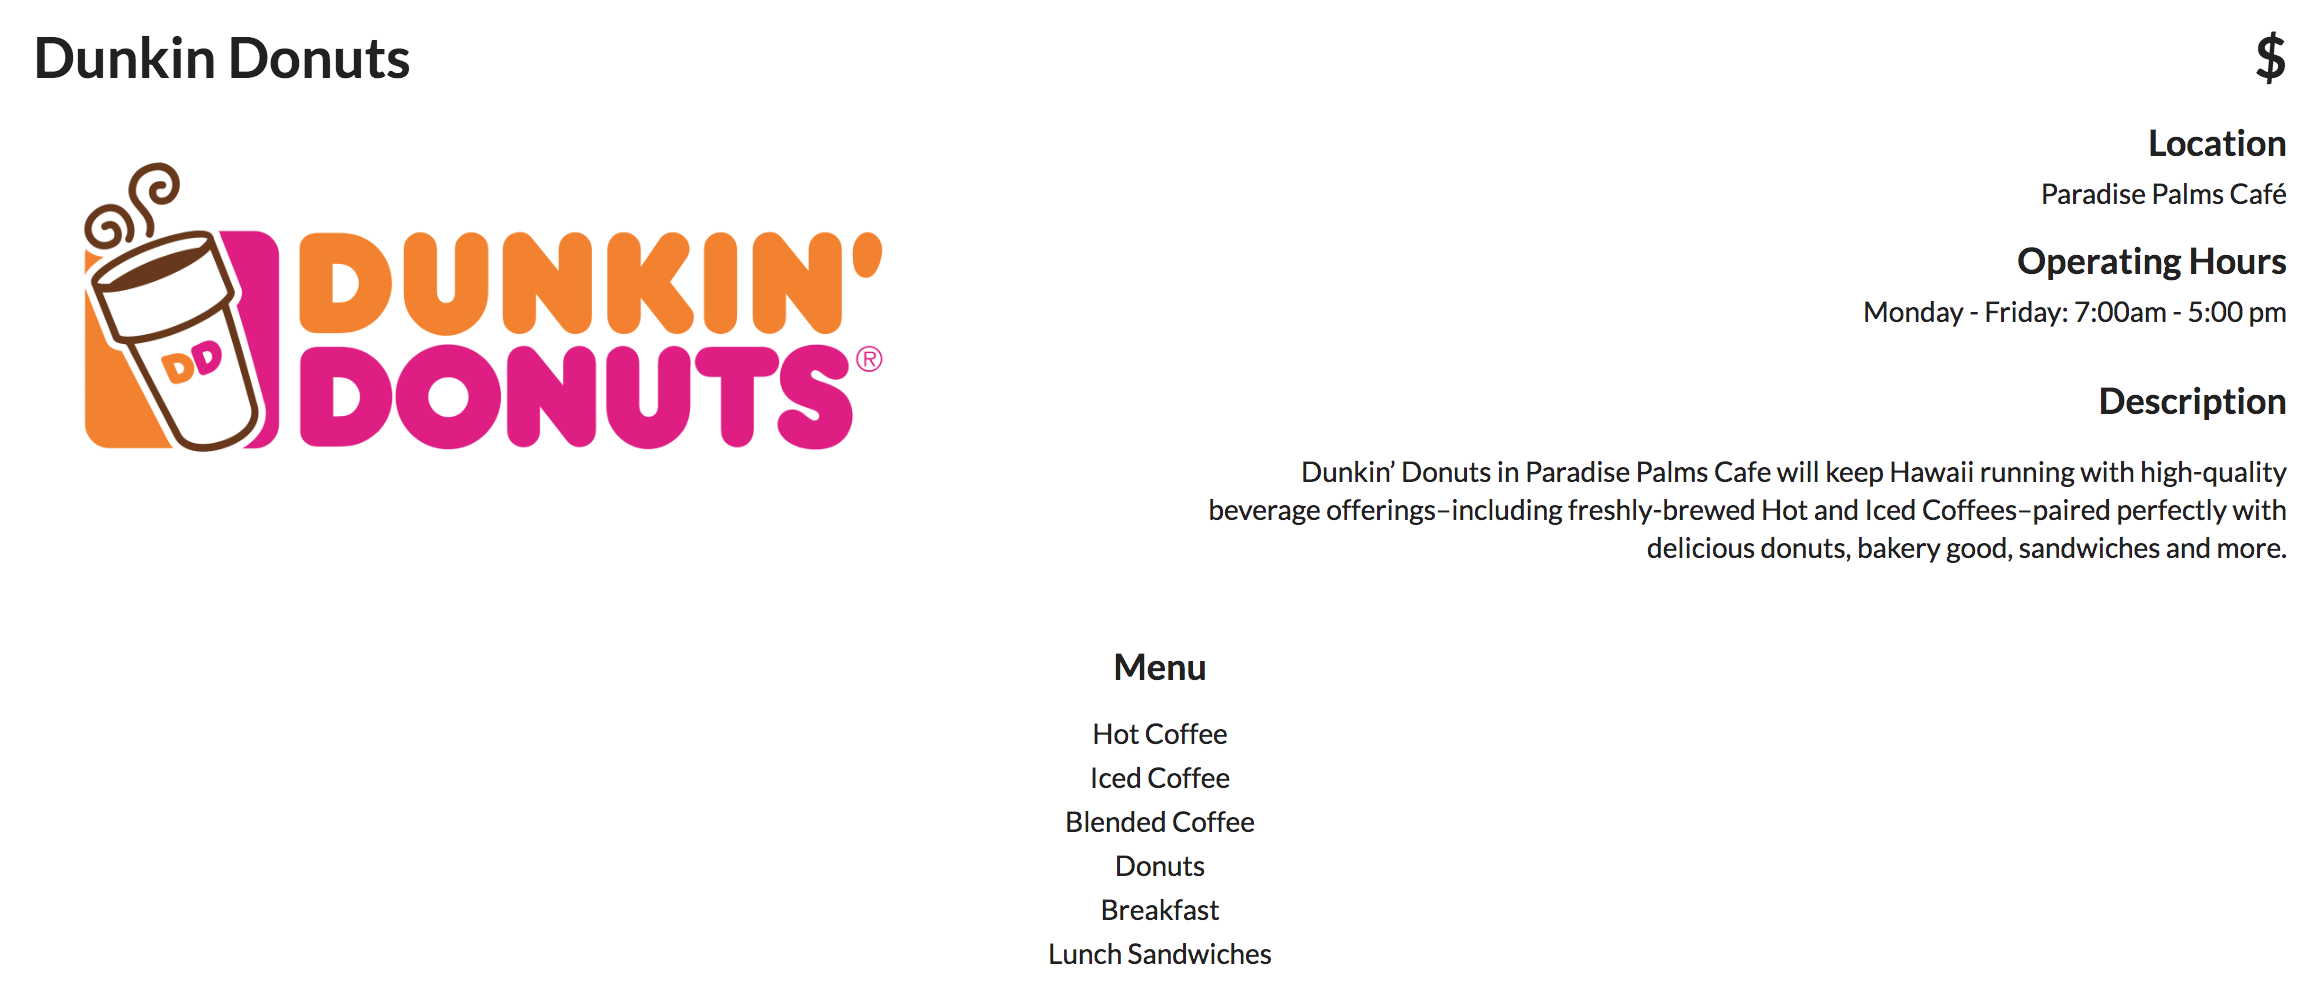 Dunkin Donuts
$
DD
DUNKIN'
DONUTS®
Location
Paradise Palms Café
Operating Hours
Monday - Friday: 7:00am - 5:00 pm
Description
Dunkin’ Donuts in Paradise Palms Cafe will keep Hawaii running with high-quality
beverage offerings–including freshly-brewed Hot and Iced Coffees–paired perfectly with
delicious donuts, bakery good, sandwiches and more.
Menu
Hot Coffee
Iced Coffee
Blended Coffee
Donuts
Breakfast
Lunch Sandwiches